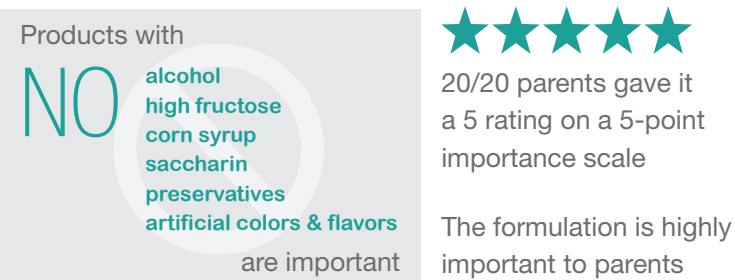 Products with
NO
alcohol
high fructose
corn syrup
saccharin
preservatives
artificial colors & flavors
are important
20/20 parents gave it
a 5 rating on a 5-point
importance scale
The formulation is highly
important to parents